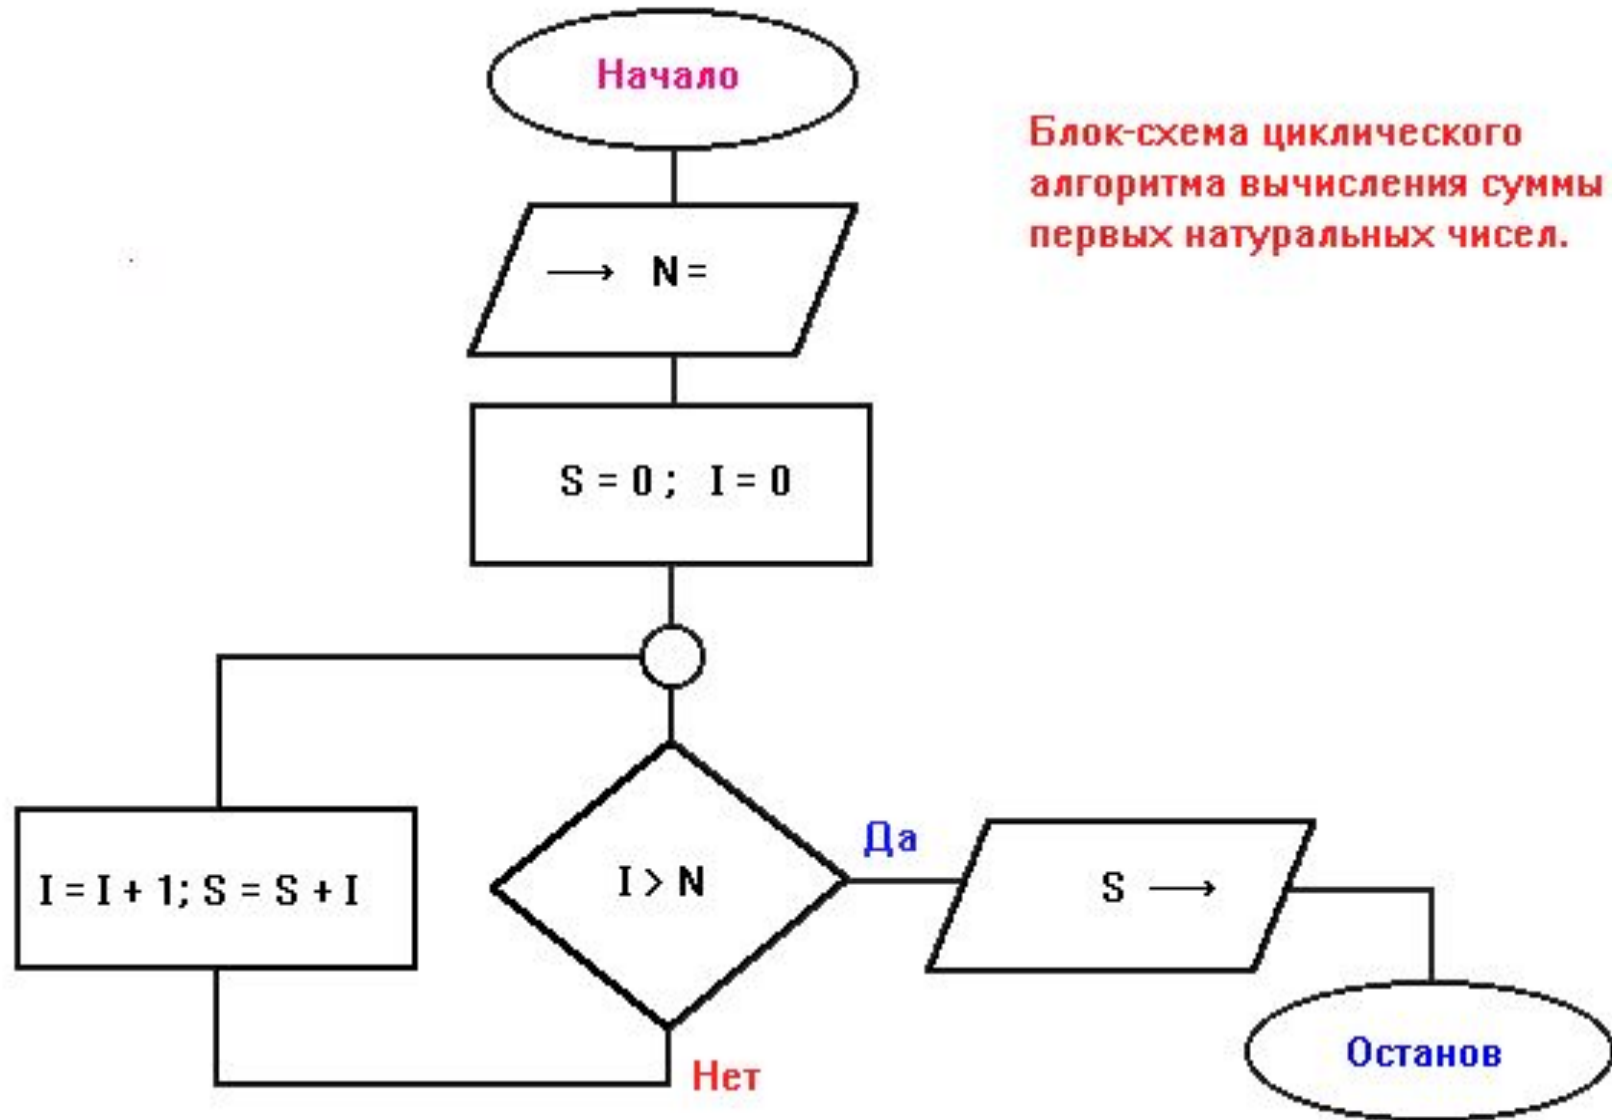 Начало
Блок-схема циклического
алгоритма вычисления суммы
первых натуральных чисел.
⟶ N =
S = 0 ; I = 0
I = I + 1; S = S + I
I > N
Да
S ⟶
Нет
Останов